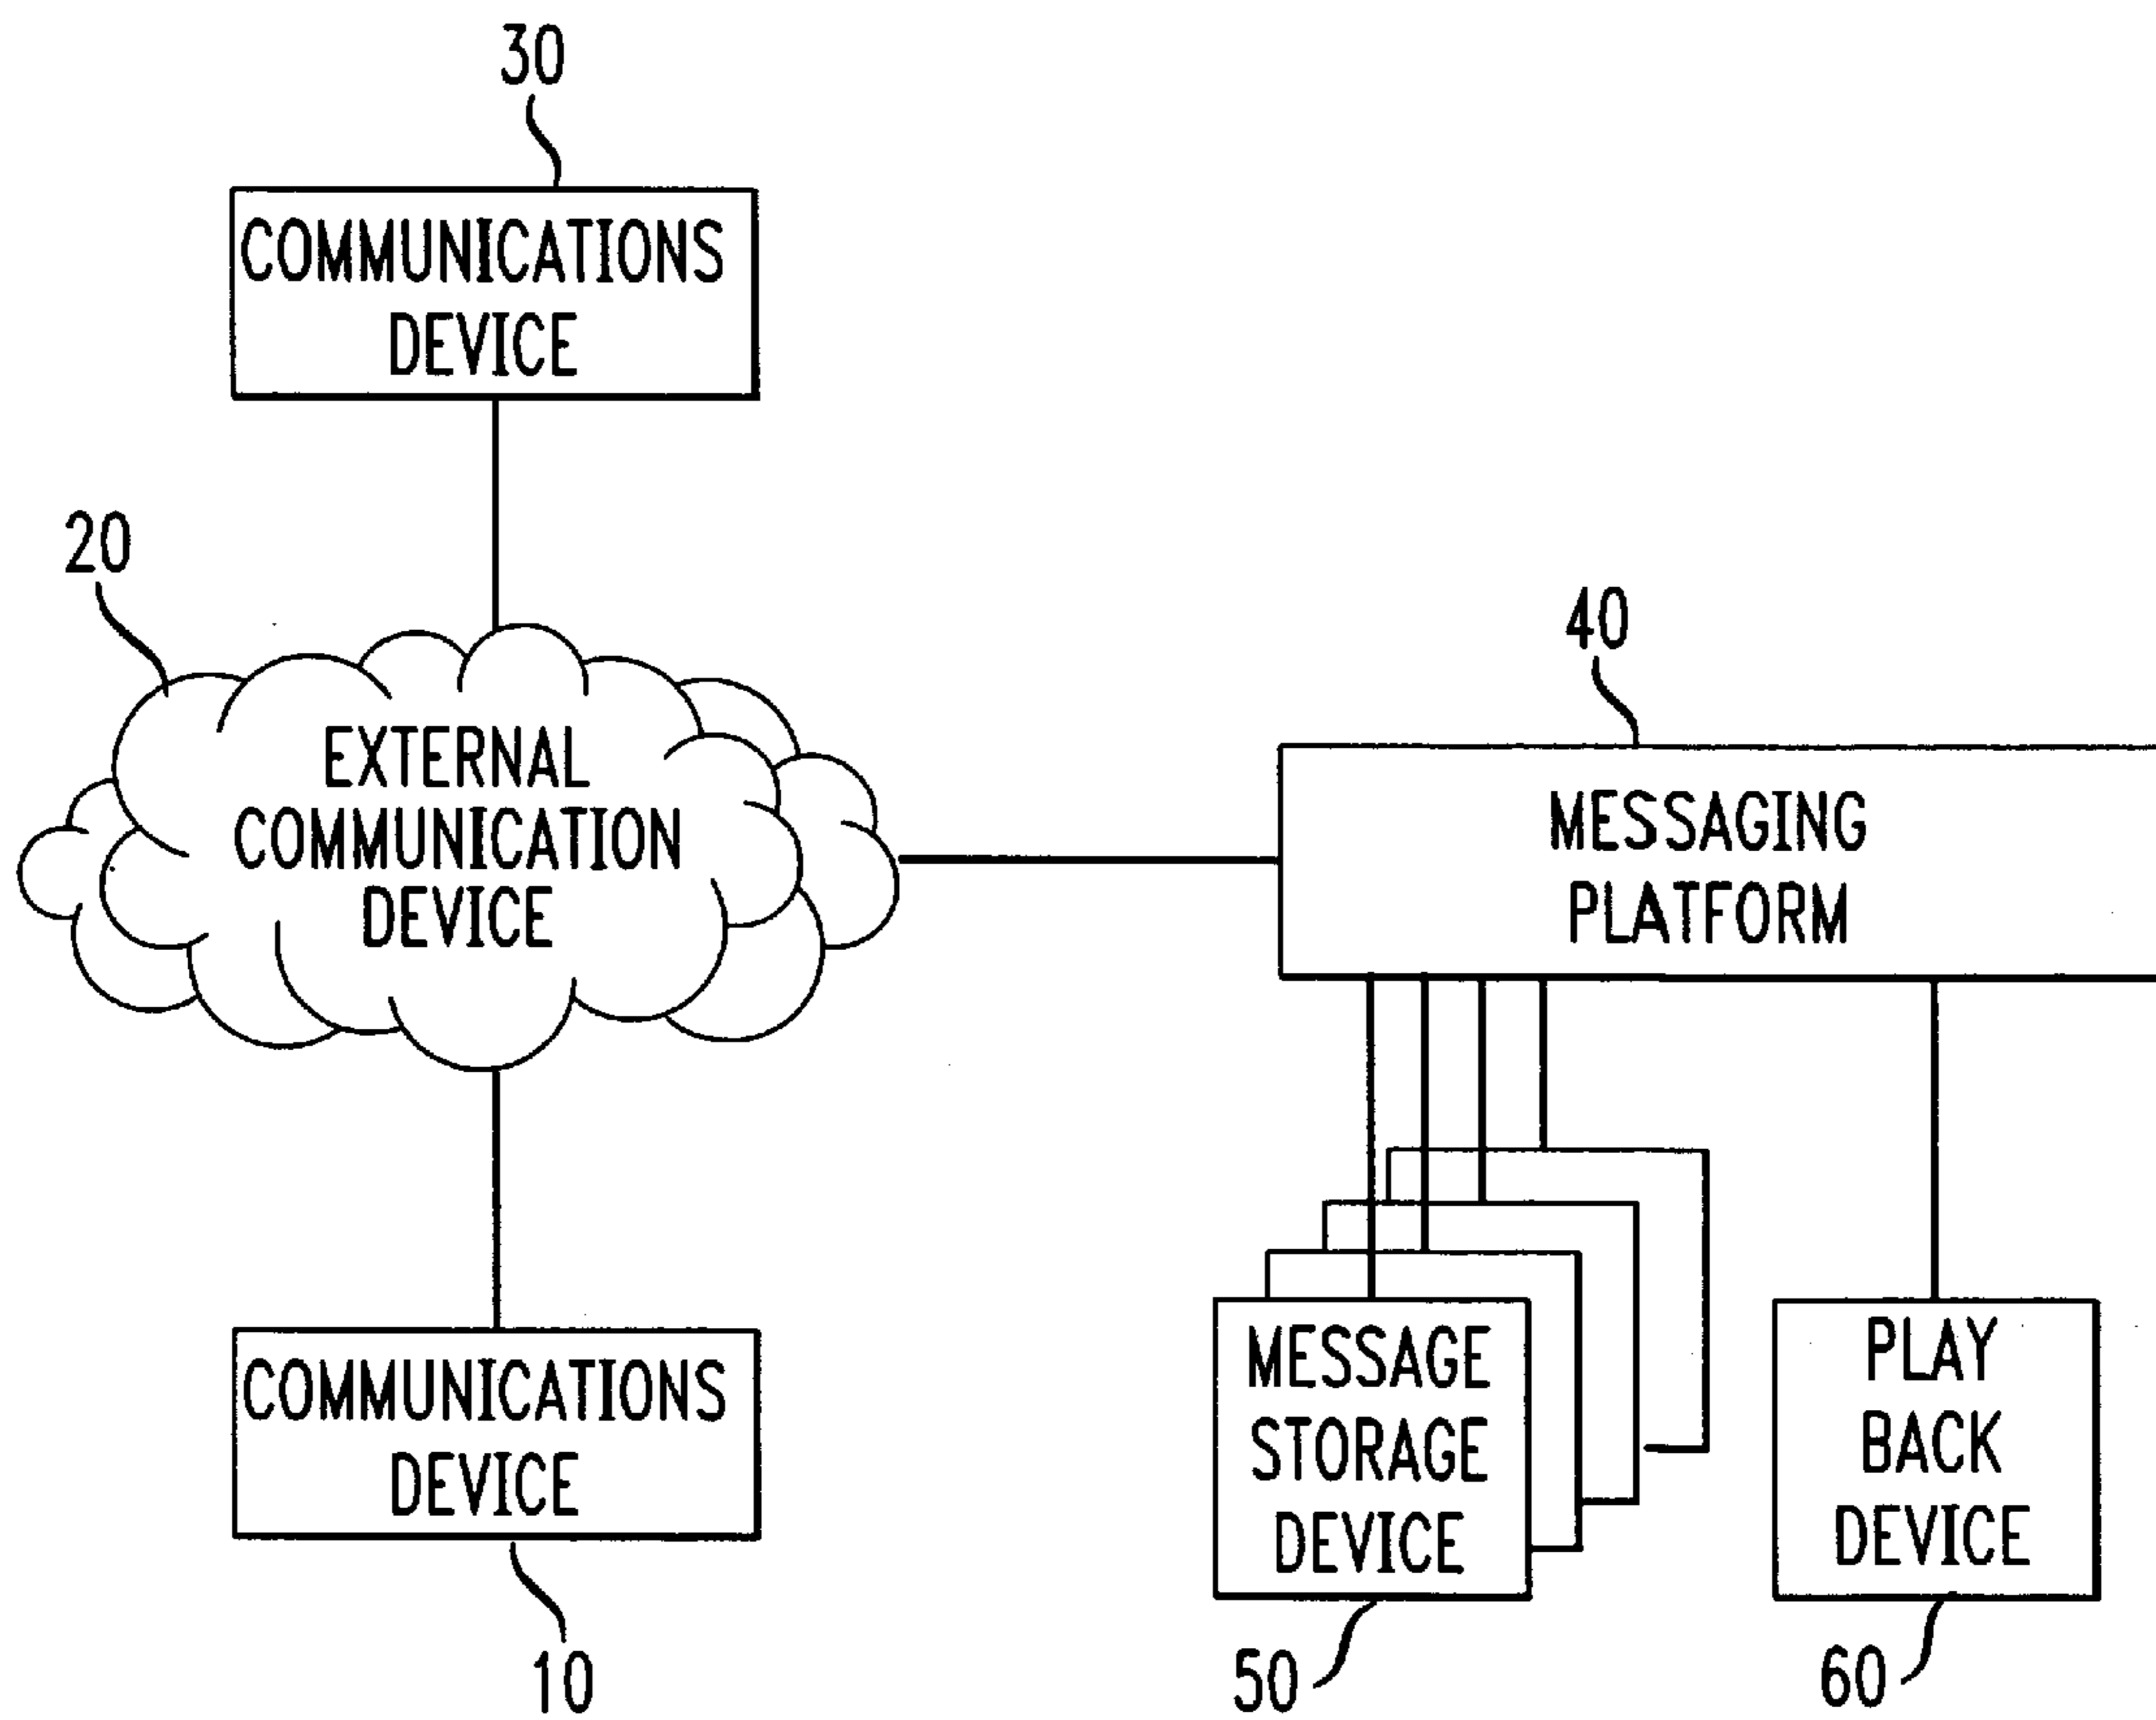 30
COMMUNICATIONS
DEVICE
20
EXTERNAL
COMMUNICATION
DEVICE
40
MESSAGING
PLATFORM
COMMUNICATIONS
DEVICE
10
MESSAGE
STORAGE
DEVICE
50
PLAY
BACK
DEVICE
60